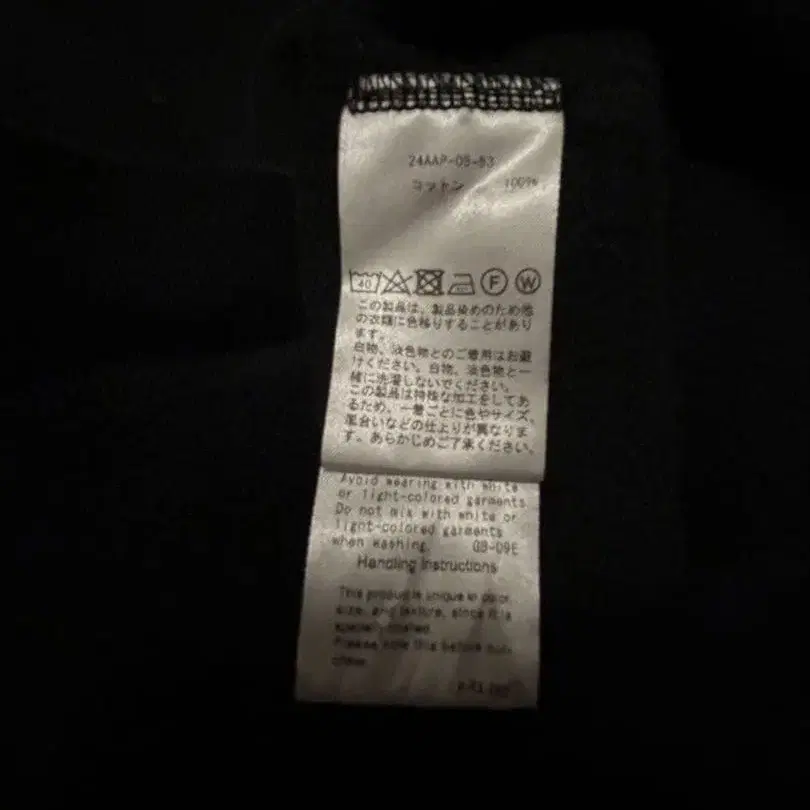 24AAP-05-53
コットン 100%
40
F W
この製品は、製品染めのため他
の衣類に色移りすることがあり
ます。
白物、淡色物とのご着用はお避
けください。白物、淡色物と一
緒に洗濯しないでください。
この製品は特殊な加工をしてあ
るため、一着ごとに色やサイズ、
風合いなどの仕上りが異なりま
す。あらかじめご了承ください。
Avoid wearing with white
or light-colored garments
Do not mix with white or
light-colored garments
when washing. GB-09E
Handling Instructions
This product is unique in color,
size, and texture, since it is
specially finished.
Please note this before purchase